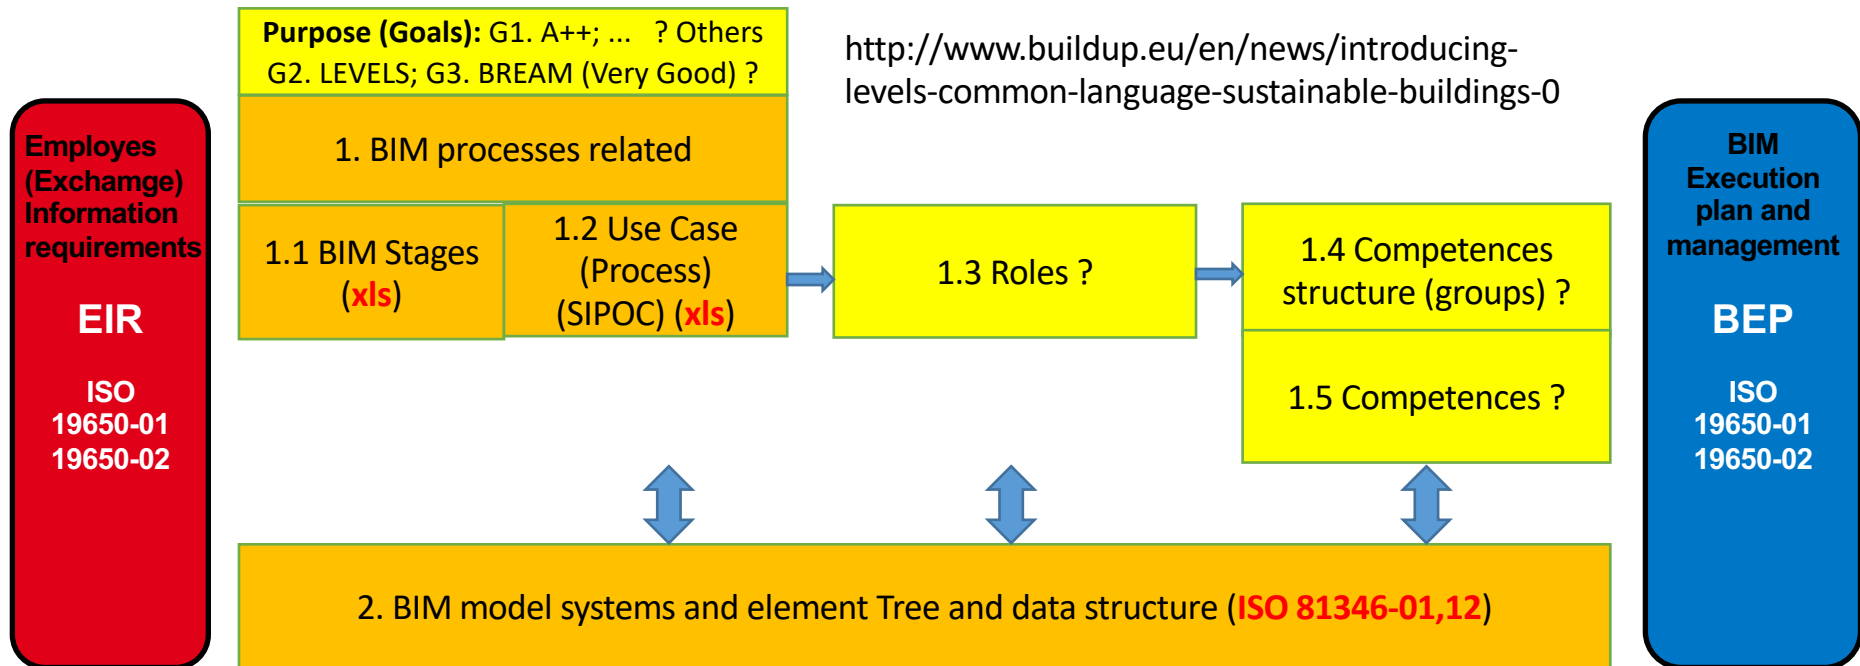 Purpose (Goals): G1. A++; ... ? Others
G2. LEVELS; G3. BREAM (Very Good) ?
http://www.buildup.eu/en/news/introducing-
levels-common-language-sustainable-buildings-0
Employes
(Exchamge)
Information
requirements
EIR
ISO
19650-01
19650-02
1. BIM processes related
1.1 BIM Stages
(xls)
1.2 Use Case
(Process)
(SIPOC) (xls)
1.3 Roles ?
1.4 Competences
structure (groups) ?
1.5 Competences ?
BIM
Execution
plan and
management
BEP
ISO
19650-01
19650-02
2. BIM model systems and element Tree and data structure (ISO 81346-01,12)